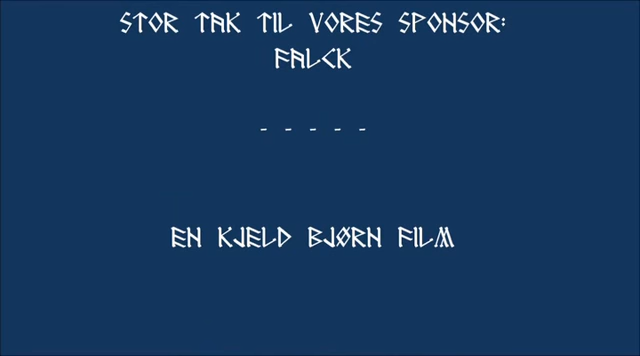 STOR TAK TIL VORES SPONSOR:
FALCK
- - - - -
EN KJELD BJØRN FILM